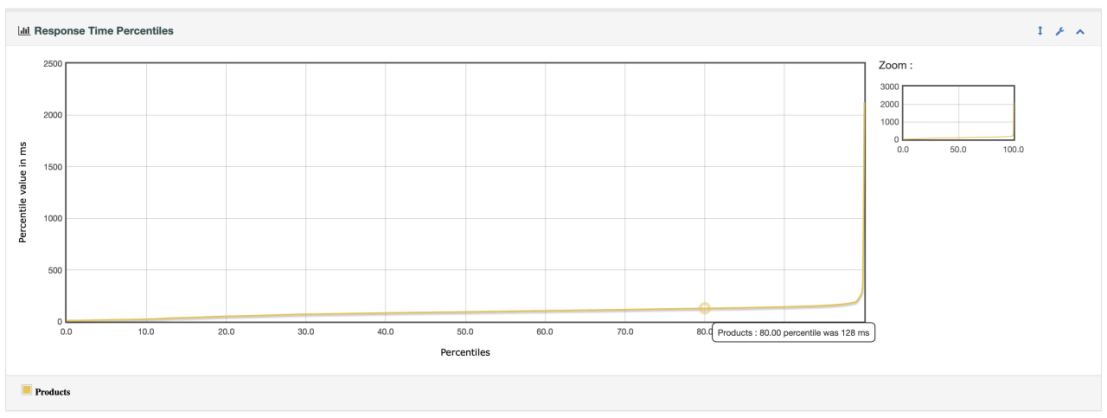 Response Time Percentiles
2500
2000
1500
1000
500
0
Percentile value in ms
0.0 10.0 20.0 30.0 40.0 50.0 60.0 70.0 80.0
Products : 80.00 percentile was 128 ms
Percentiles
Zoom :
3000
2000
1000
0
0.0 50.0 100.0
Products